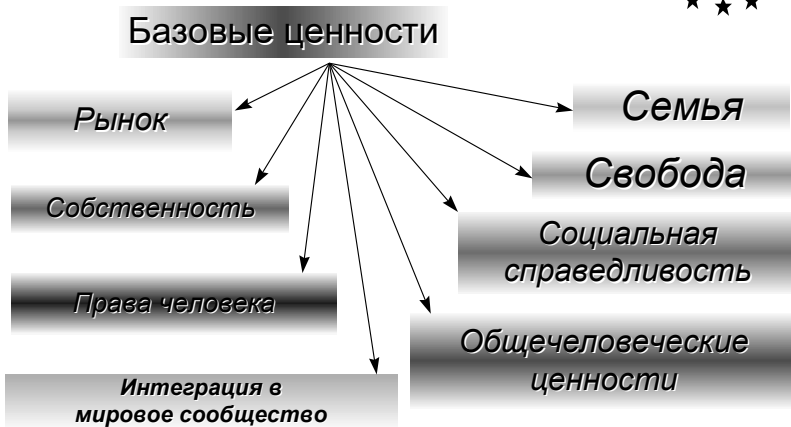 Базовые ценности
Рынок
Собственность
Права человека
Интеграция в
мировое сообщество
Семья
Свобода
Социальная
справедливость
Общечеловеческие
ценности